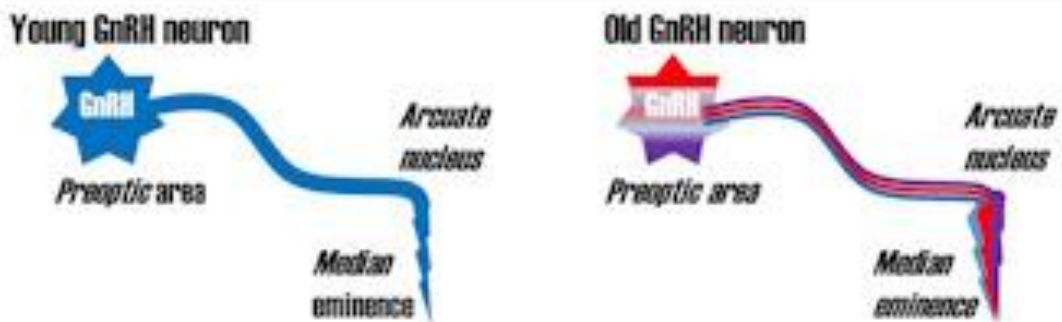 Young GnRH neuron
GnRH
Arcuate
nucleus
Preoptic area
Median
eminence
Old GnRH neuron
GnRH
Arcuate
nucleus
Preoptic area
Median
eminence